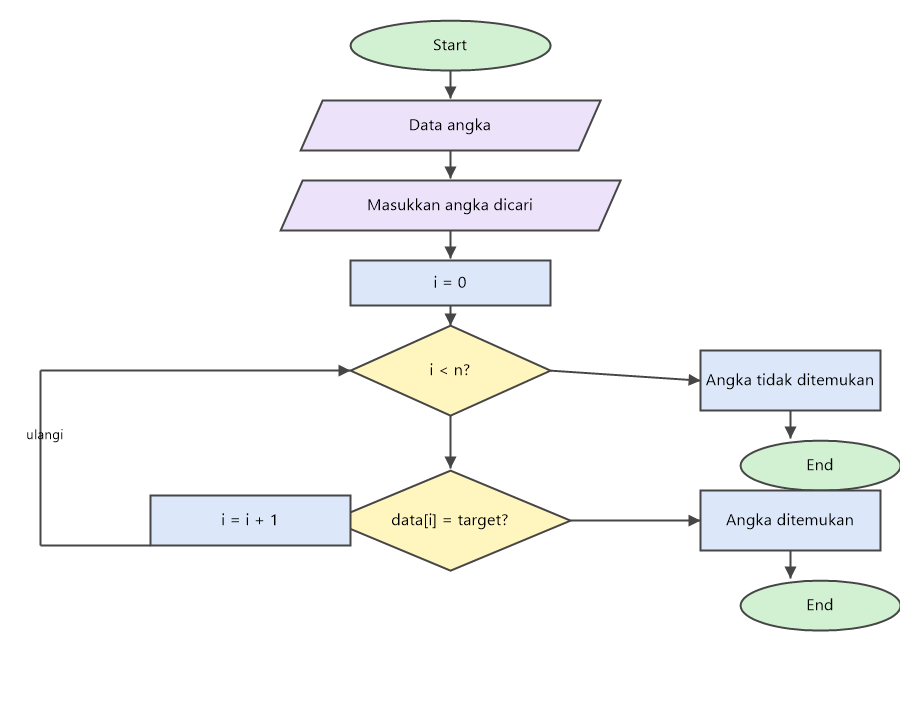 Start
Data angka
Masukkan angka dicari
i = 0
i < n?
Angka tidak ditemukan
ulangi
End
i = i + 1
data[i] = target?
Angka ditemukan
End